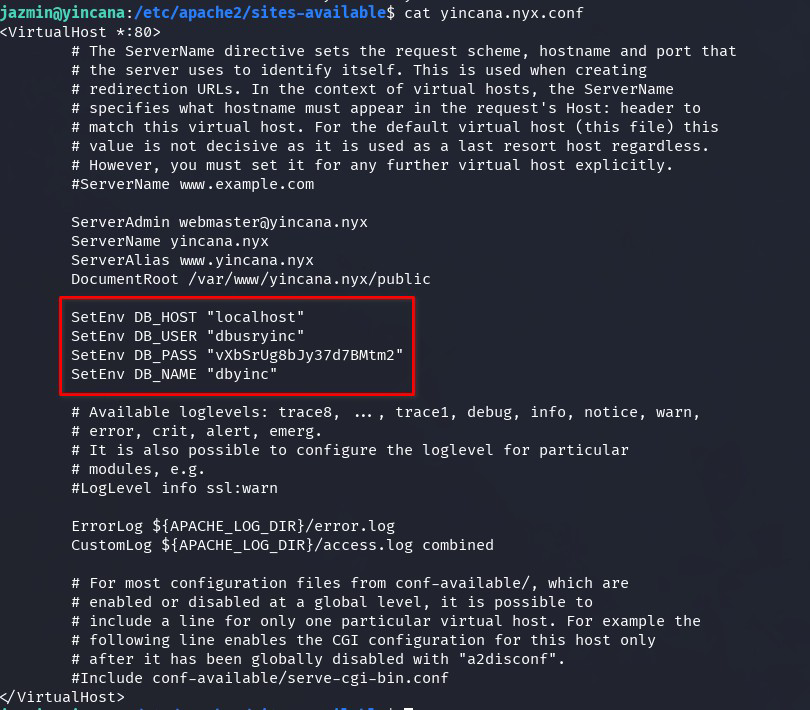 jazmin@yincana:/etc/apache2/sites-available$ cat yincana.nyx.conf
<VirtualHost *:80>
        # The ServerName directive sets the request scheme, hostname and port that
        # the server uses to identify itself. This is used when creating
        # redirection URLs. In the context of virtual hosts, the ServerName
        # specifies what hostname must appear in the request's Host: header to
        # match this virtual host. For the default virtual host (this file) this
        # value is not decisive as it is used as a last resort host regardless.
        # However, you must set it for any further virtual host explicitly.
        #ServerName www.example.com

        ServerAdmin webmaster@yincana.nyx
        ServerName yincana.nyx
        ServerAlias www.yincana.nyx
        DocumentRoot /var/www/yincana.nyx/public

        SetEnv DB_HOST "localhost"
        SetEnv DB_USER "dbusryinc"
        SetEnv DB_PASS "vXbSrUg8bJy37d7BMtm2"
        SetEnv DB_NAME "dbyinc"

        # Available loglevels: trace8, ..., trace1, debug, info, notice, warn,
        # error, crit, alert, emerg.
        # It is also possible to configure the loglevel for particular
        # modules, e.g.
        #LogLevel info ssl:warn

        ErrorLog ${APACHE_LOG_DIR}/error.log
        CustomLog ${APACHE_LOG_DIR}/access.log combined

        # For most configuration files from conf-available/, which are
        # enabled or disabled at a global level, it is possible to
        # include a line for only one particular virtual host. For example the
        # following line enables the CGI configuration for this host only
        # after it has been globally disabled with "a2disconf".
        #Include conf-available/serve-cgi-bin.conf
</VirtualHost>